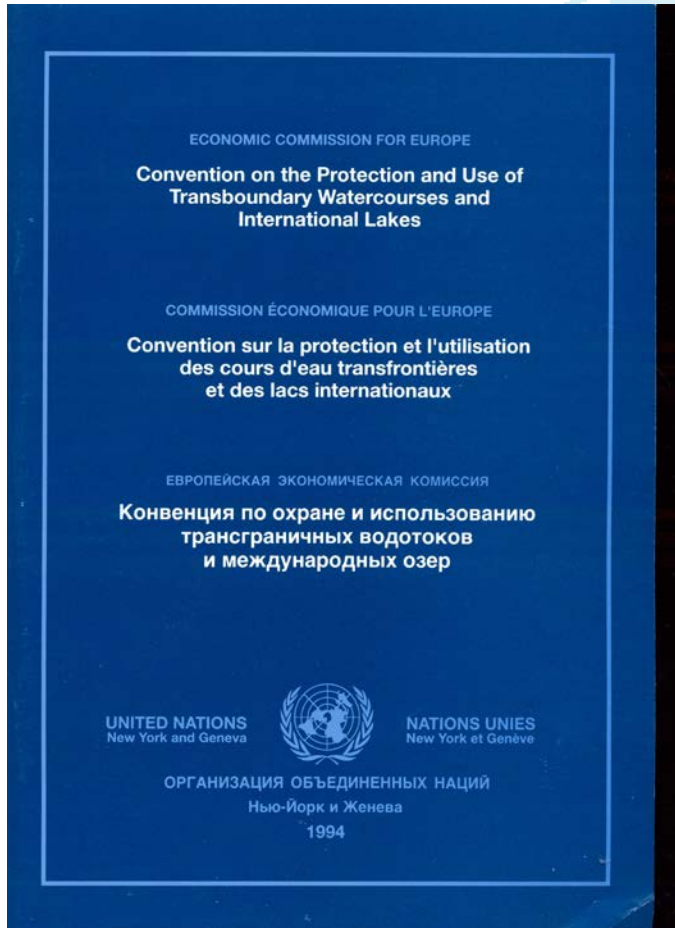 ECONOMIC COMMISSION FOR EUROPE
Convention on the Protection and Use of
Transboundary Watercourses and
International Lakes
COMMISSION ÉCONOMIQUE POUR L'EUROPE
Convention sur la protection et l'utilisation
des cours d'eau transfrontières
et des lacs internationaux
ЕВРОПЕЙСКАЯ ЭКОНОМИЧЕСКАЯ КОМИССИЯ
Конвенция по охране и использованию
трансграничных водотоков
и международных озер
UNITED NATIONS
New York and Geneva
NATIONS UNIES
New York et Genève
ОРГАНИЗАЦИЯ ОБЪЕДИНЕННЫХ НАЦИЙ
Нью-Йорк и Женева
1994